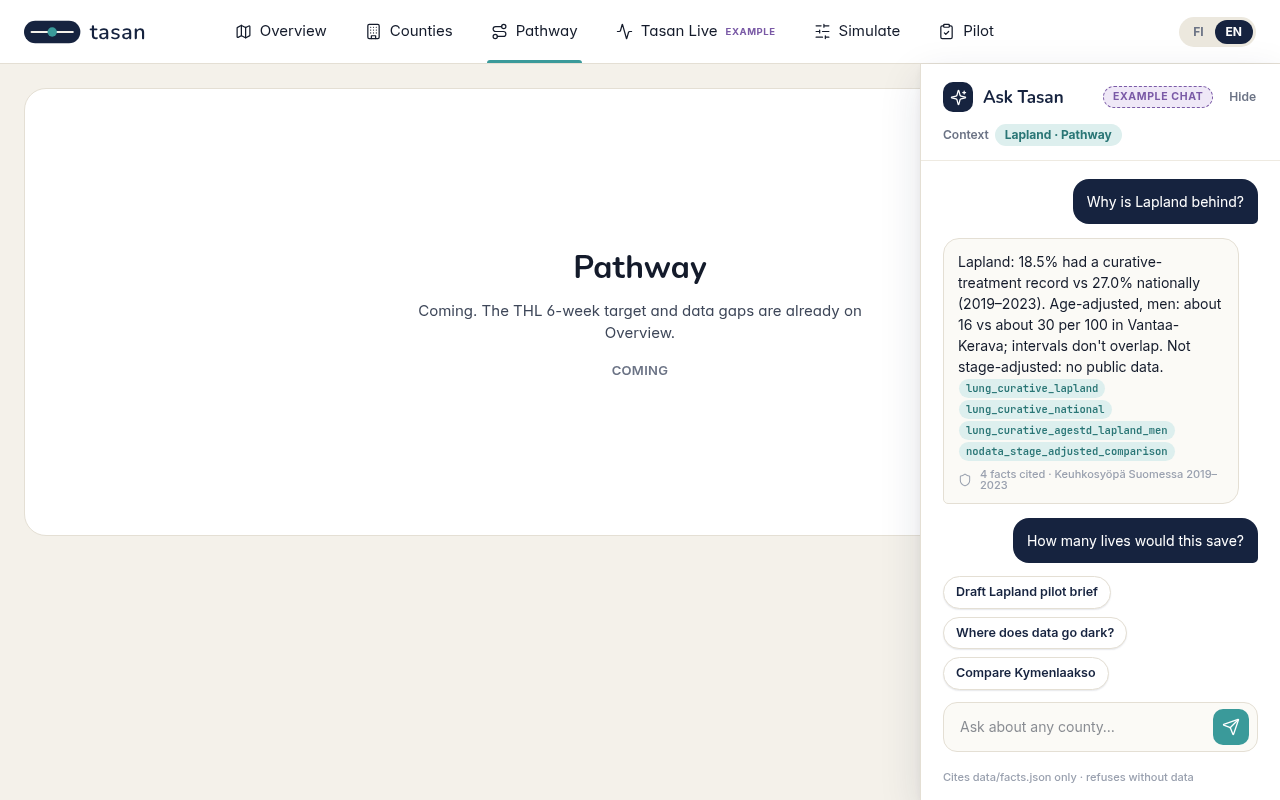 tasan
Overview
Counties
Pathway
Tasan Live EXAMPLE
Simulate
Pilot
FI EN
Pathway
Coming. The THL 6-week target and data gaps are already on
Overview.
COMING
Ask Tasan
EXAMPLE CHAT
Hide
Context Lapland · Pathway
Why is Lapland behind?
Lapland: 18.5% had a curative-
treatment record vs 27.0% nationally
(2019–2023). Age-adjusted, men: about
16 vs about 30 per 100 in Vantaa-
Kerava; intervals don't overlap. Not
stage-adjusted: no public data.
lung_curative_lapland
lung_curative_national
lung_curative_agestd_lapland_men
nodata_stage_adjusted_comparison
4 facts cited · Keuhkosyöpä Suomessa 2019–
2023
How many lives would this save?
Draft Lapland pilot brief
Where does data go dark?
Compare Kymenlaakso
Ask about any county...
Cites data/facts.json only · refuses without data